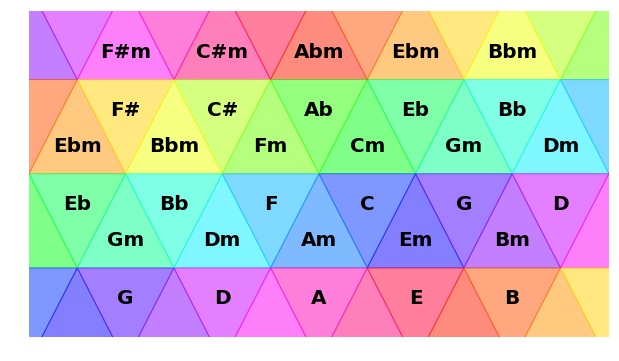 F#m C#m Abm Ebm Bbm
F# C# Ab Eb Bb
Ebm Bbm Fm Cm Gm Dm
Eb Bb F C G D
Gm Dm Am Em Bm
G D A E B